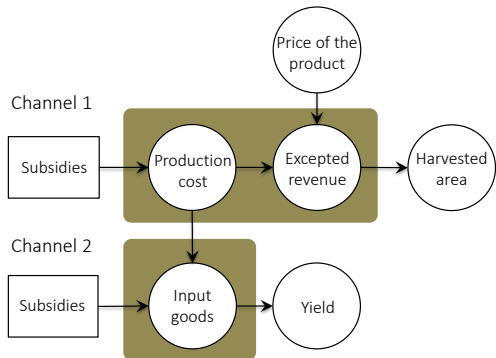 Price of the
product
Channel 1
Subsidies
Production
cost
Excepted
revenue
Harvested
area
Channel 2
Subsidies
Input
goods
Yield